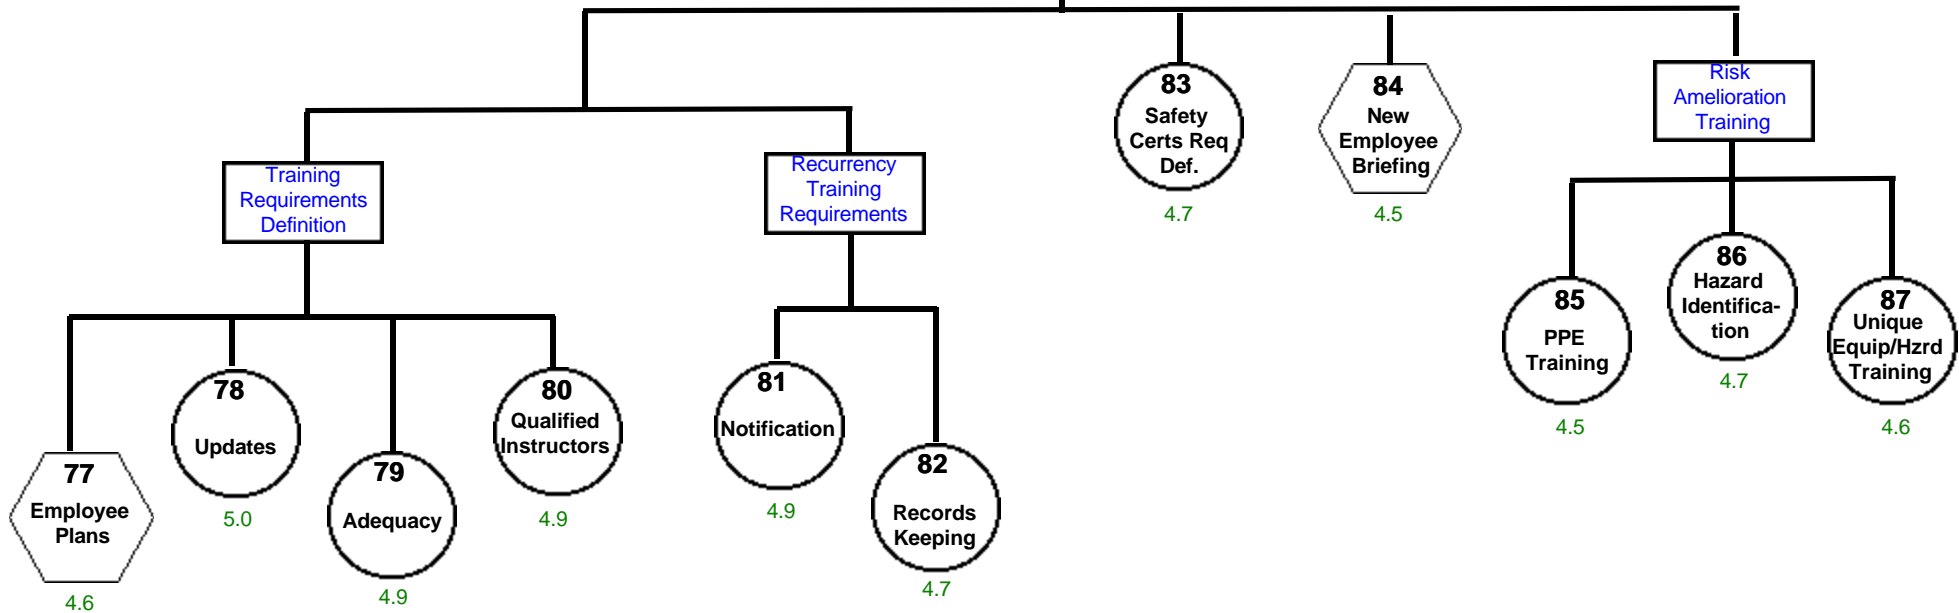 83
Safety
Certs Req
Def.
4.7
84
New
Employee
Briefing
4.5
Risk
Amelioration
Training
Training
Requirements
Definition
Recurrency
Training
Requirements
77
Employee
Plans
4.6
78
Updates
5.0
79
Adequacy
4.9
80
Qualified
Instructors
4.9
81
Notification
4.9
82
Records
Keeping
4.7
85
PPE
Training
4.5
86
Hazard
Identifica-
tion
4.7
87
Unique
Equip/Hzrd
Training
4.6